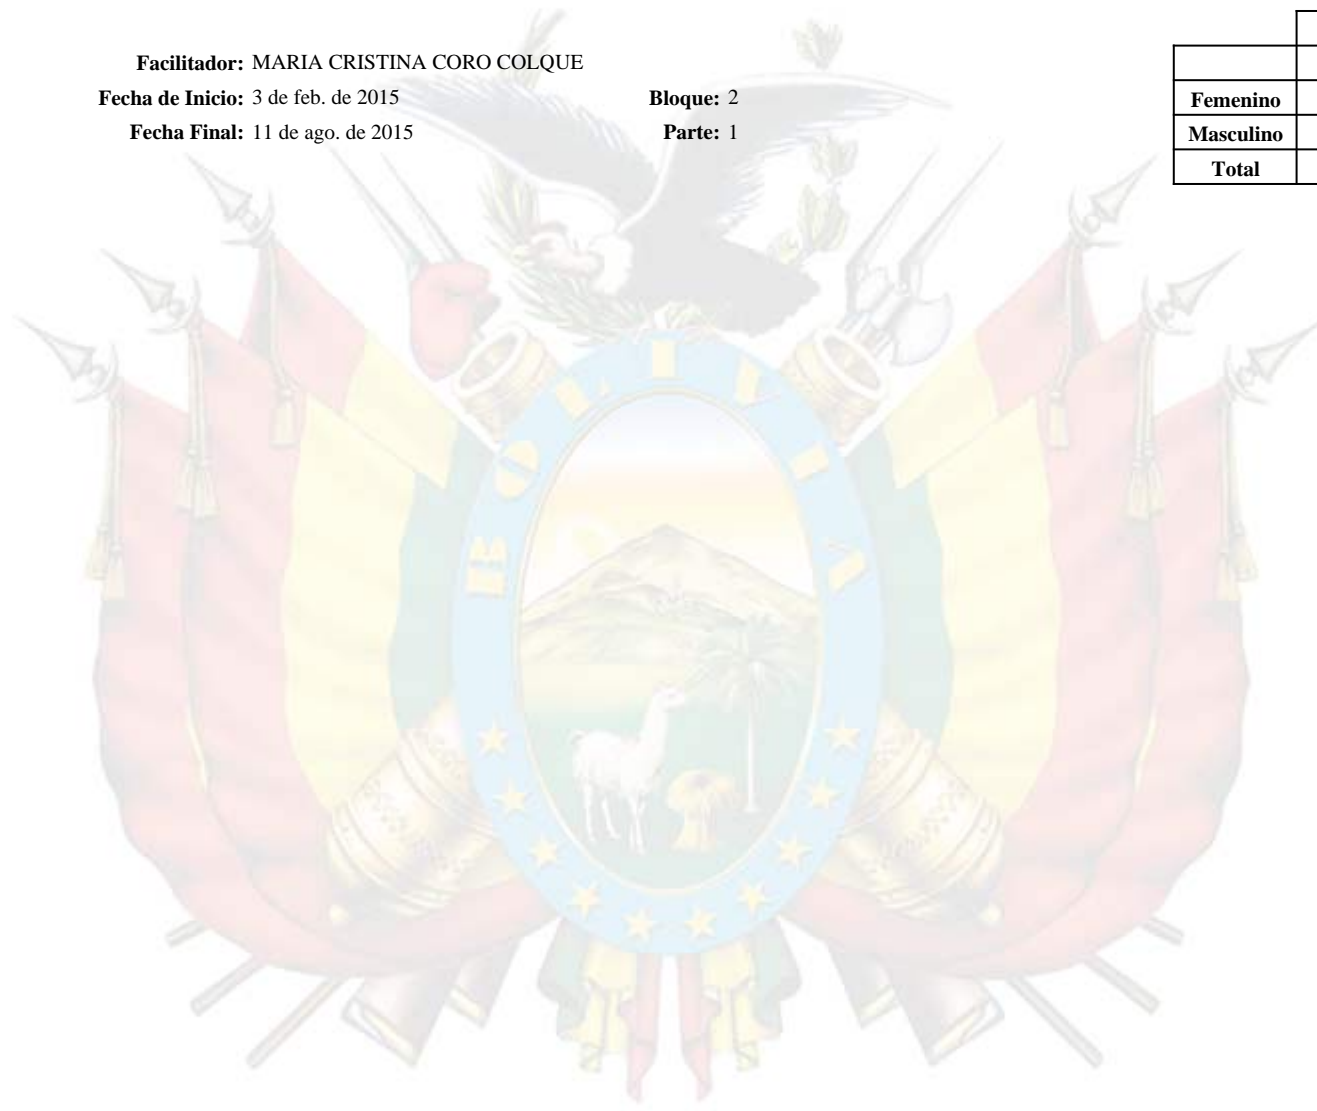 Facilitador: MARIA CRISTINA CORO COLQUE
Fecha de Inicio: 3 de feb. de 2015 Bloque: 2
Fecha Final: 11 de ago. de 2015 Parte: 1
Femenino
Masculino
Total
BOLIVIA